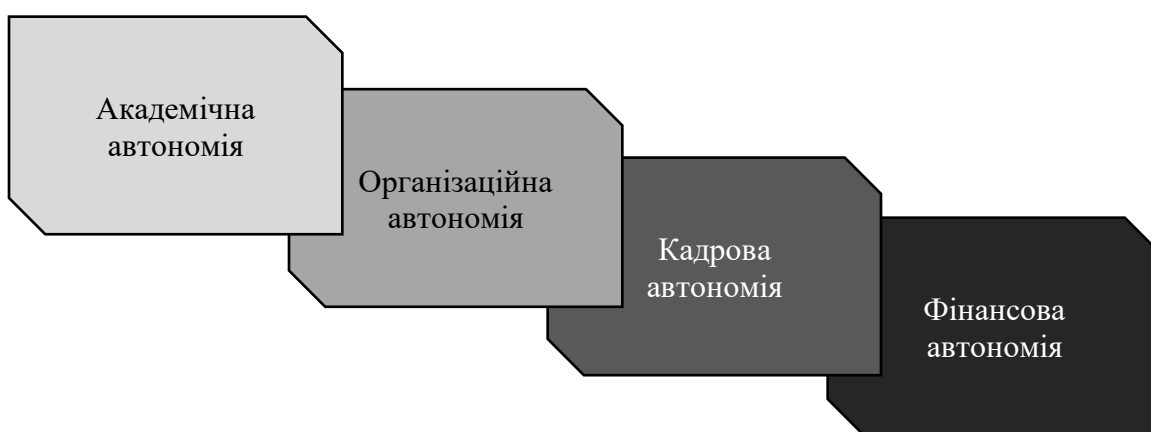 Академічна
автономія
Організаційна
автономія
Кадрова
автономія
Фінансова
автономія